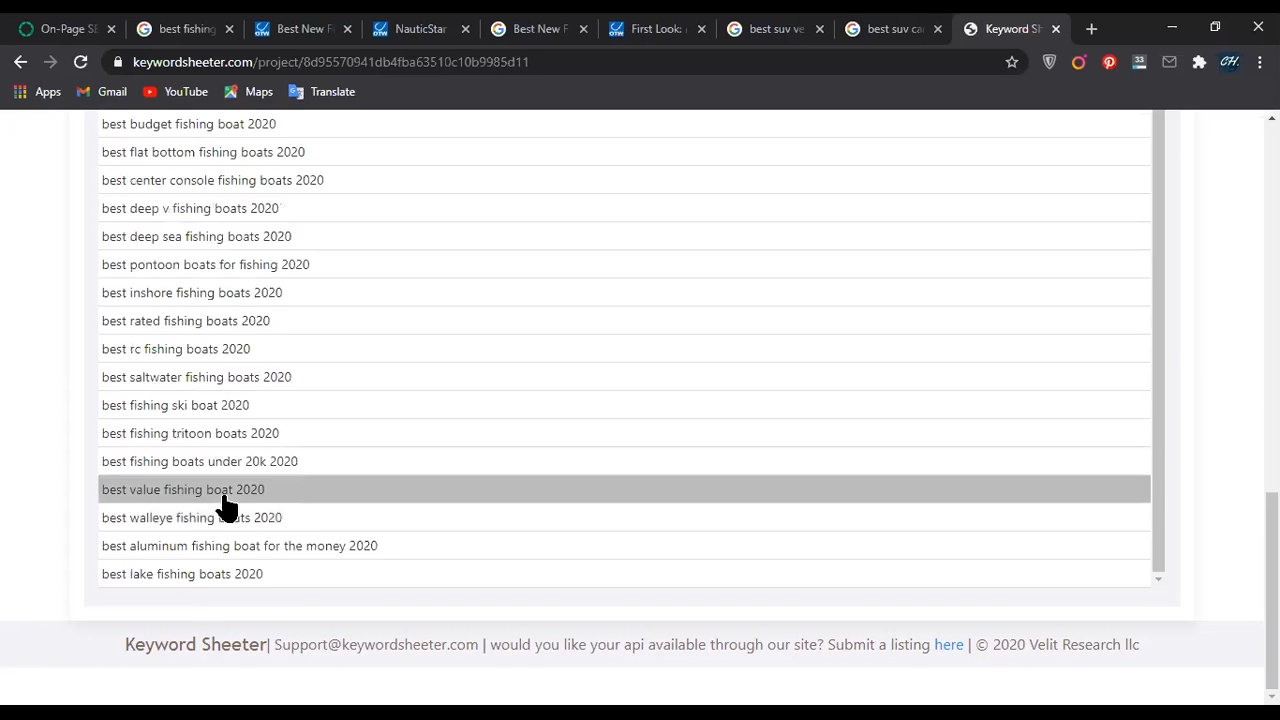 On-Page SE
best fishing
Best New F
NauticStar
Best New F
First Look:
best suv ve
best suv car
Keyword Sh
keywordsheeter.com/project/8d95570941db4fba63510c10b9985d11
33
CH
Apps
Gmail
YouTube
Maps
Translate
best budget fishing boat 2020
best flat bottom fishing boats 2020
best center console fishing boats 2020
best deep v fishing boats 2020
best deep sea fishing boats 2020
best pontoon boats for fishing 2020
best inshore fishing boats 2020
best rated fishing boats 2020
best rc fishing boats 2020
best saltwater fishing boats 2020
best fishing ski boat 2020
best fishing tritoon boats 2020
best fishing boats under 20k 2020
best value fishing boat 2020
best walleye fishing boats 2020
best aluminum fishing boat for the money 2020
best lake fishing boats 2020
Keyword Sheeter| Support@keywordsheeter.com | would you like your api available through our site? Submit a listing here | © 2020 Velit Research llc